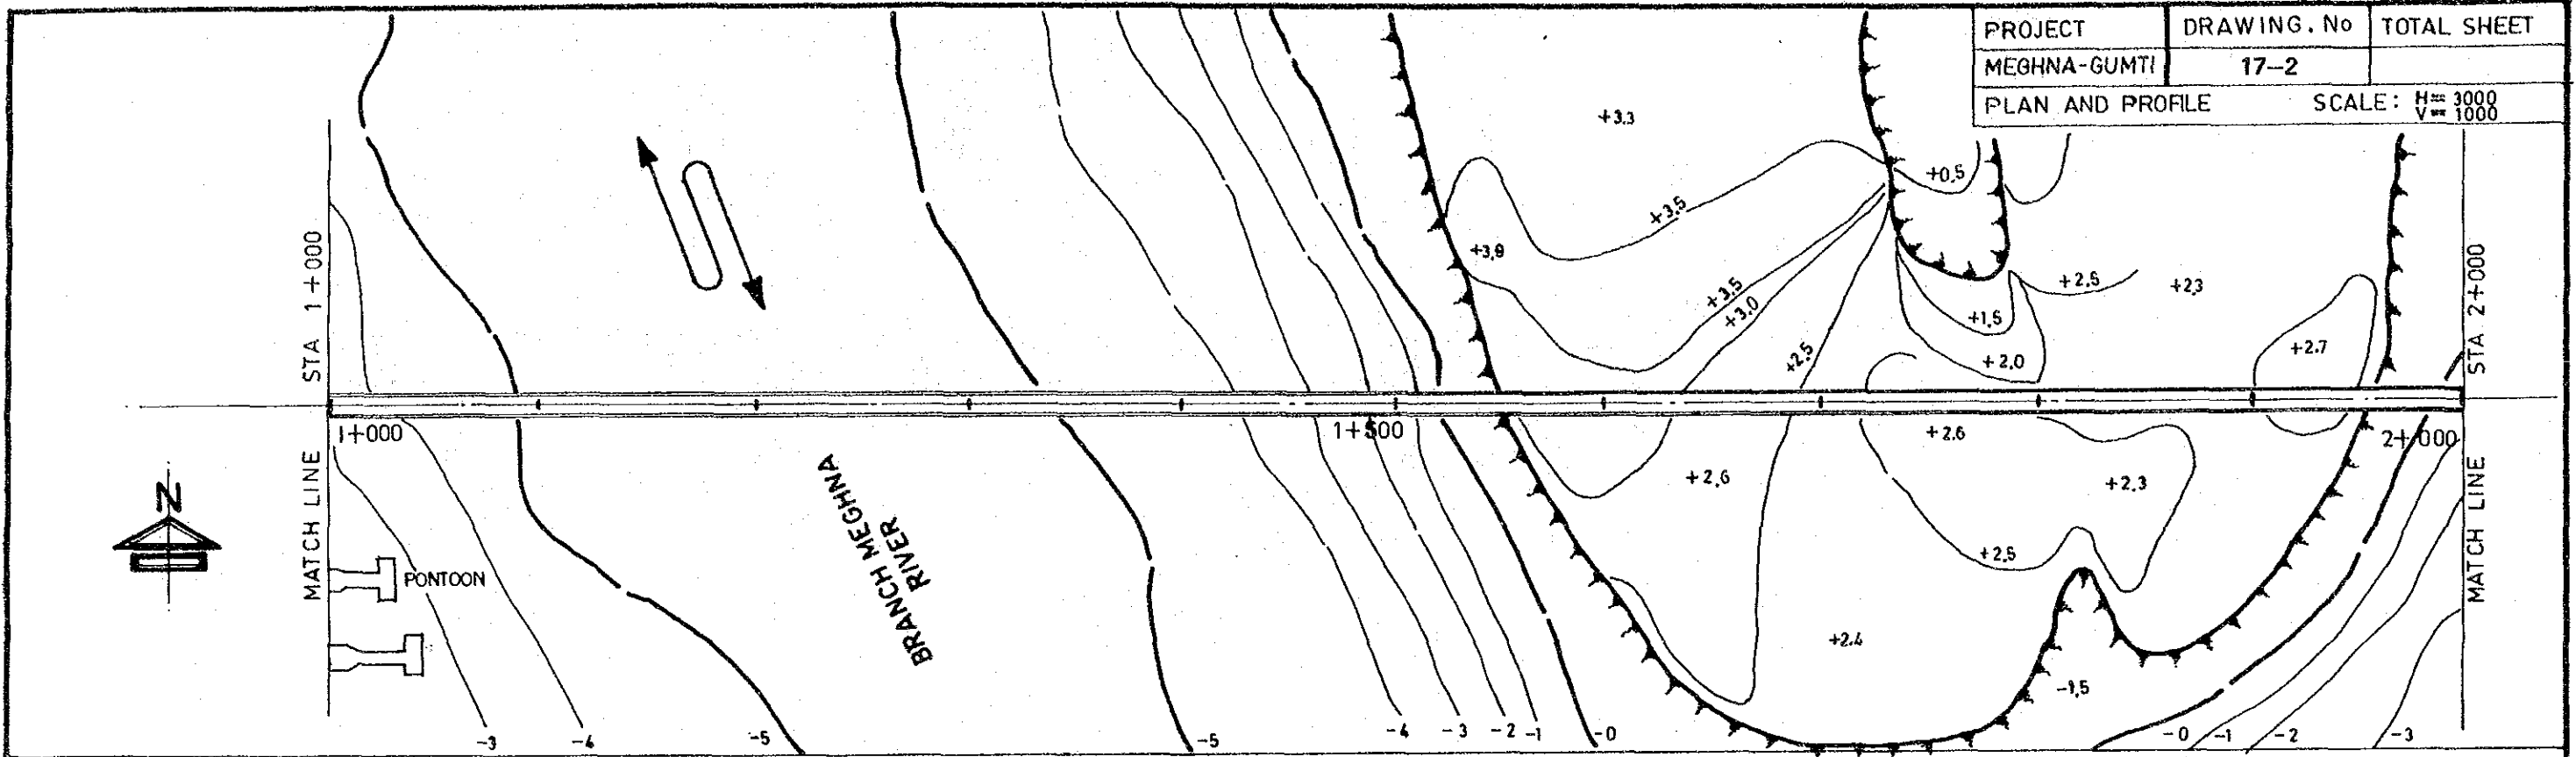 PROJECT DRAWING. No TOTAL SHEET
MEGHNA-GUMTI 17-2
PLAN AND PROFILE SCALE: H= 3000
V= 1000
+3.3
+0.5
+3.5
+3.9
STA 1+000
STA 2+000
+2.5
+2.3
+3.5
+3.0
+1.5
+2.5
+2.0
+2.7
1+000
1+500
2+000
+2.6
+2.6
+2.3
MATCH LINE
MATCH LINE
N
BRANCH MEGHNA
RIVER
PONTOON
+2.5
+2.4
-1.5
-3
-4
-5
-5
-4
-3
-2
-1
-0
-0
-1
-2
-3